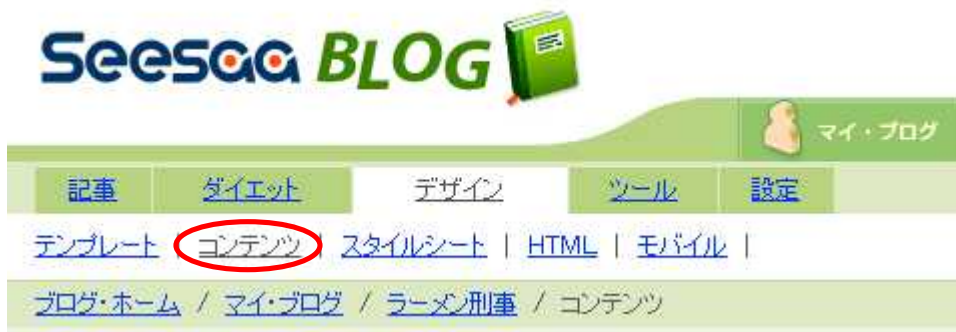 Seesaa BLOG
マイ・ブログ
記事 ダイエット デザイン ツール 設定
テンプレート | コンテンツ | スタイルシート | HTML | モバイル |
ブログ・ホーム / マイ・ブログ / ラーメン刑事 / コンテンツ